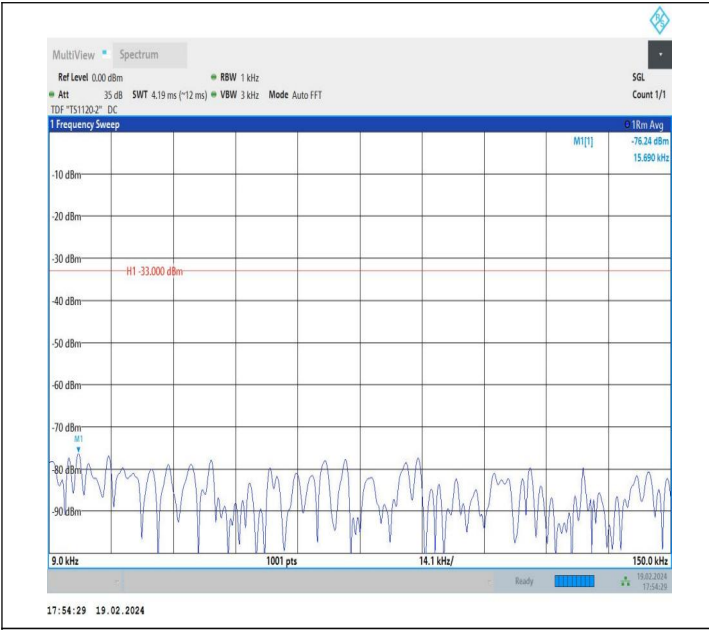 R&S
MultiView Spectrum
Ref Level 0.00 dBm RBW 1 kHz SGL
Att 35 dB SWT 4.19 ms (~12 ms) VBW 3 kHz Mode Auto FFT Count 1/1
TDF "TS1120-2" DC
1 Frequency Sweep 1Rm Avg
M1[1] -76.24 dBm
15.690 kHz
-10 dBm
-20 dBm
-30 dBm
H1 -33.000 dBm
-40 dBm
-50 dBm
-60 dBm
-70 dBm
M1
-80 dBm
-90 dBm
9.0 kHz 1001 pts 14.1 kHz/ 150.0 kHz
Ready 19.02.2024
17:54:29
17:54:29 19.02.2024